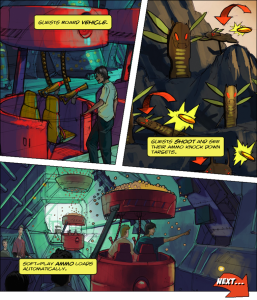 GUESTS BOARD VEHICLE.
GUESTS SHOOT AND SEE
THEIR AMMO KNOCK DOWN
TARGETS.
SOFT-PLAY AMMO LOADS
AUTOMATICALLY.
NEXT...